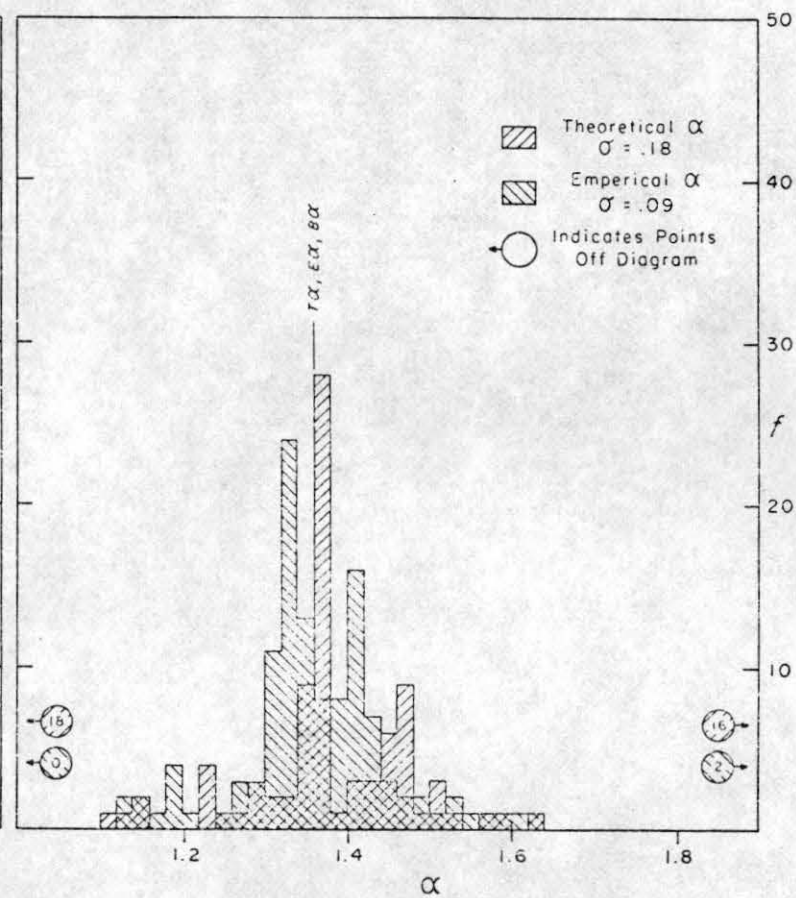 50
Theoretical α
σ = .18
Emperical α
σ = .09
40
Indicates Points
Off Diagram
Tα, Eα, Bα
30
f
20
10
18
16
0
2
1.2
1.4
1.6
1.8
α